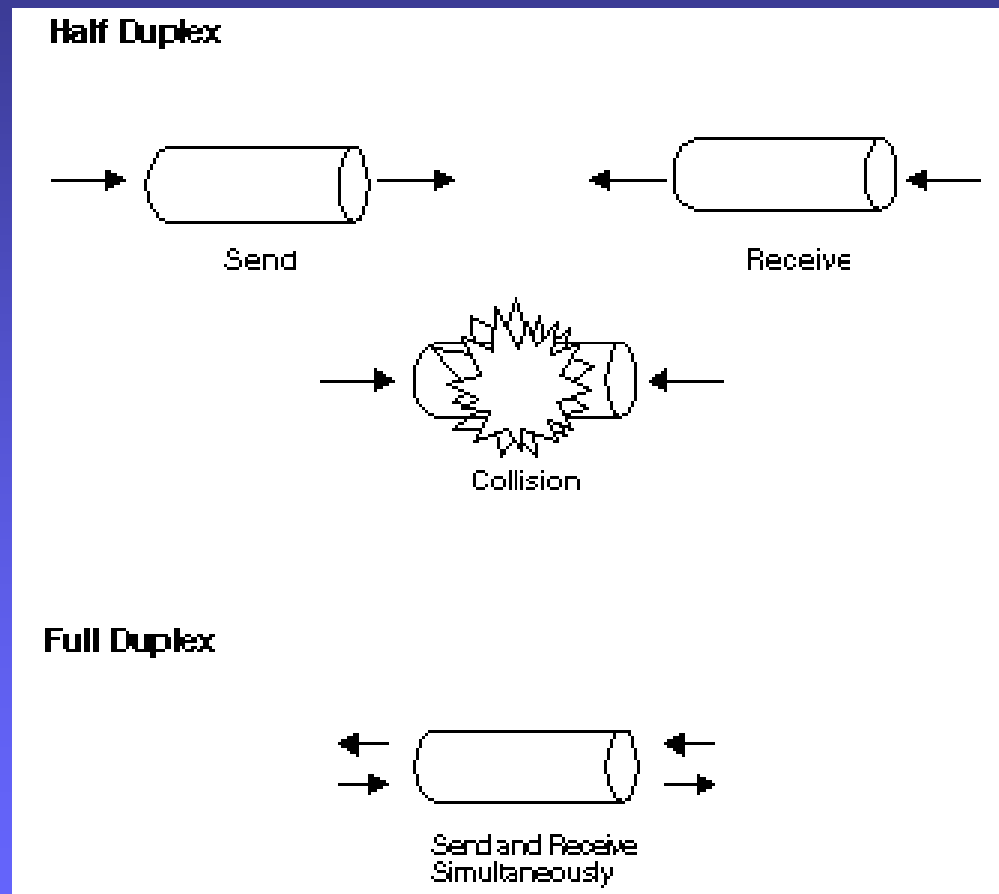 Half Duplex
Send
Receive
Collision
Full Duplex
Send and Receive
Simultaneously